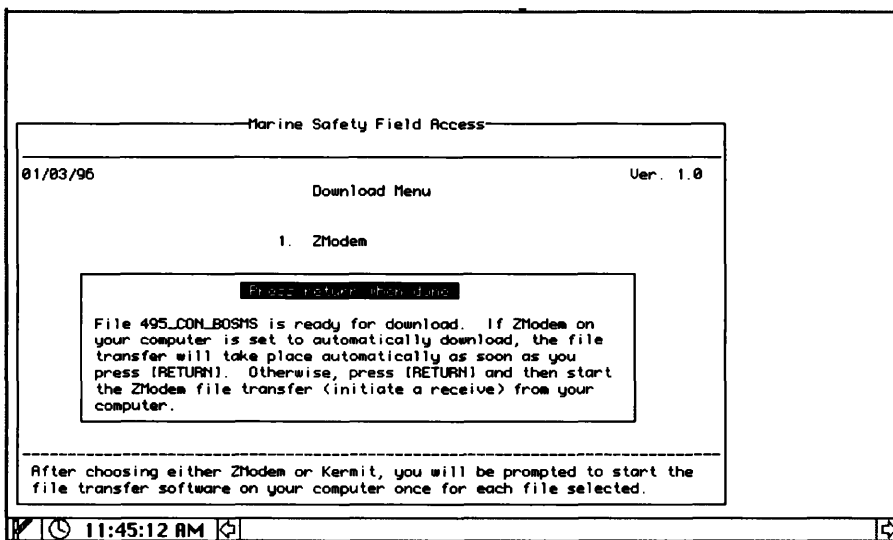 Marine Safety Field Access
01/03/96 Ver. 1.0
Download Menu
1. ZModem
Press return when done
File 495_CON_BOSMS is ready for download. If ZModem on
your computer is set to automatically download, the file
transfer will take place automatically as soon as you
press [RETURN]. Otherwise, press [RETURN] and then start
the ZModem file transfer (initiate a receive) from your
computer.
After choosing either ZModem or Kermit, you will be prompted to start the
file transfer software on your computer once for each file selected.
11:45:12 AM